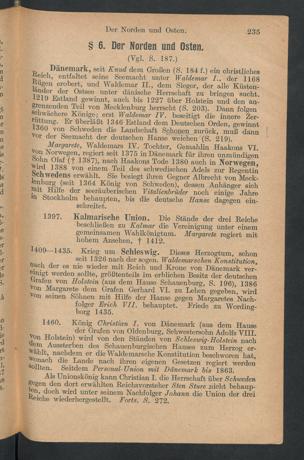 Der Norden und Osten. 235
§ 6. Der Norden und Osten.
(Vgl. S. 187.)
Dänemark, seit Knud dem Großen (S. 184 f.) ein christliches
Reich, entfaltet seine Seemacht unter Waldemar I., der 1168
Rügen erobert, und Waldemar II., dem Sieger, der alle Küsten-
länder der Ostsee unter dänische Herrschaft zu bringen sucht,
1219 Estland gewinnt, auch bis 1227 über Holstein und den an-
grenzenden Teil von Mecklenburg herrscht (S. 203). Dann folgen
schwächere Könige; erst Waldemar IV. beseitigt die innere Zer-
rüttung. Er überläßt 1346 Estland dem Deutschen Orden, gewinnt
1360 von Schweden die Landschaft Schonen zurück, muß dann
vor der Seemacht der deutschen Hanse weichen (S. 219).
Margarete, Waldemars IV. Tochter, Gemahlin Haakons VI.
von Norwegen, regiert seit 1375 in Dänemark für ihren unmündigen
Sohn Olaf († 1387), nach Haakons Tode 1380 auch in Norwegen,
wird 1388 von einem Teil des schwedischen Adels zur Regentin
Schwedens erwählt. Sie besiegt ihren Gegner Albrecht von Meck-
lenburg (seit 1364 König von Schweden), dessen Anhänger sich
mit Hilfe der seeräuberischen Vitalienbrüder noch einige Jahre
in Stockholm behaupten, bis die deutsche Hanse dagegen ein-
schreitet.
1397. Kalmarische Union. Die Stände der drei Reiche
beschließen zu Kalmar die Vereinigung unter einem
gemeinsamen Wahlkönigtum. Margarete regiert mit
hohem Ansehen, † 1412.
1409—1435. Krieg um Schleswig. Dieses Herzogtum, schon
seit 1326 nach der sogen. Waldemarschen Konstitution,
das nie wieder mit Reich und Krone von Dänemark ver-
einigt werden sollte, größtenteils im erblichen Besitz der deutschen
Grafen von Holstein (aus dem Hause Schauenburg, S. 190), 1386
von Margarete dem Grafen Gerhard VI. zu Lehen gegeben, wird
von seinen Söhnen mit Hilfe der Hanse gegen Margaretes Nach-
folger Erich VII. behauptet. Friede zu Wording-
borg 1435.
1460. König Christian I. von Dänemark (aus dem Haus
der Grafen von Oldenburg, Schwestersohn Adolfs VIII.
von Holstein) wird von den Ständen von Schleswig-Holstein nach
dem Aussterben des Schauenburgischen Hauses zum Herzog er-
wählt, nachdem er die Waldemarsche Konstitution beschworen hat,
wonach die Lande nach ihren eigenen Gesetzen regiert werden
sollten. Seitdem Personal-Union mit Dänemark bis 1863.
Als Unionskönig kann Christian I. die Herrschaft über Schweden
gegen den dort erwählten Reichsvorsteher Sten Sture nicht behaup-
ten, doch wird unter seinem Nachfolger Johann die Union der drei
Reiche wiederhergestellt. Forts. S. 272.